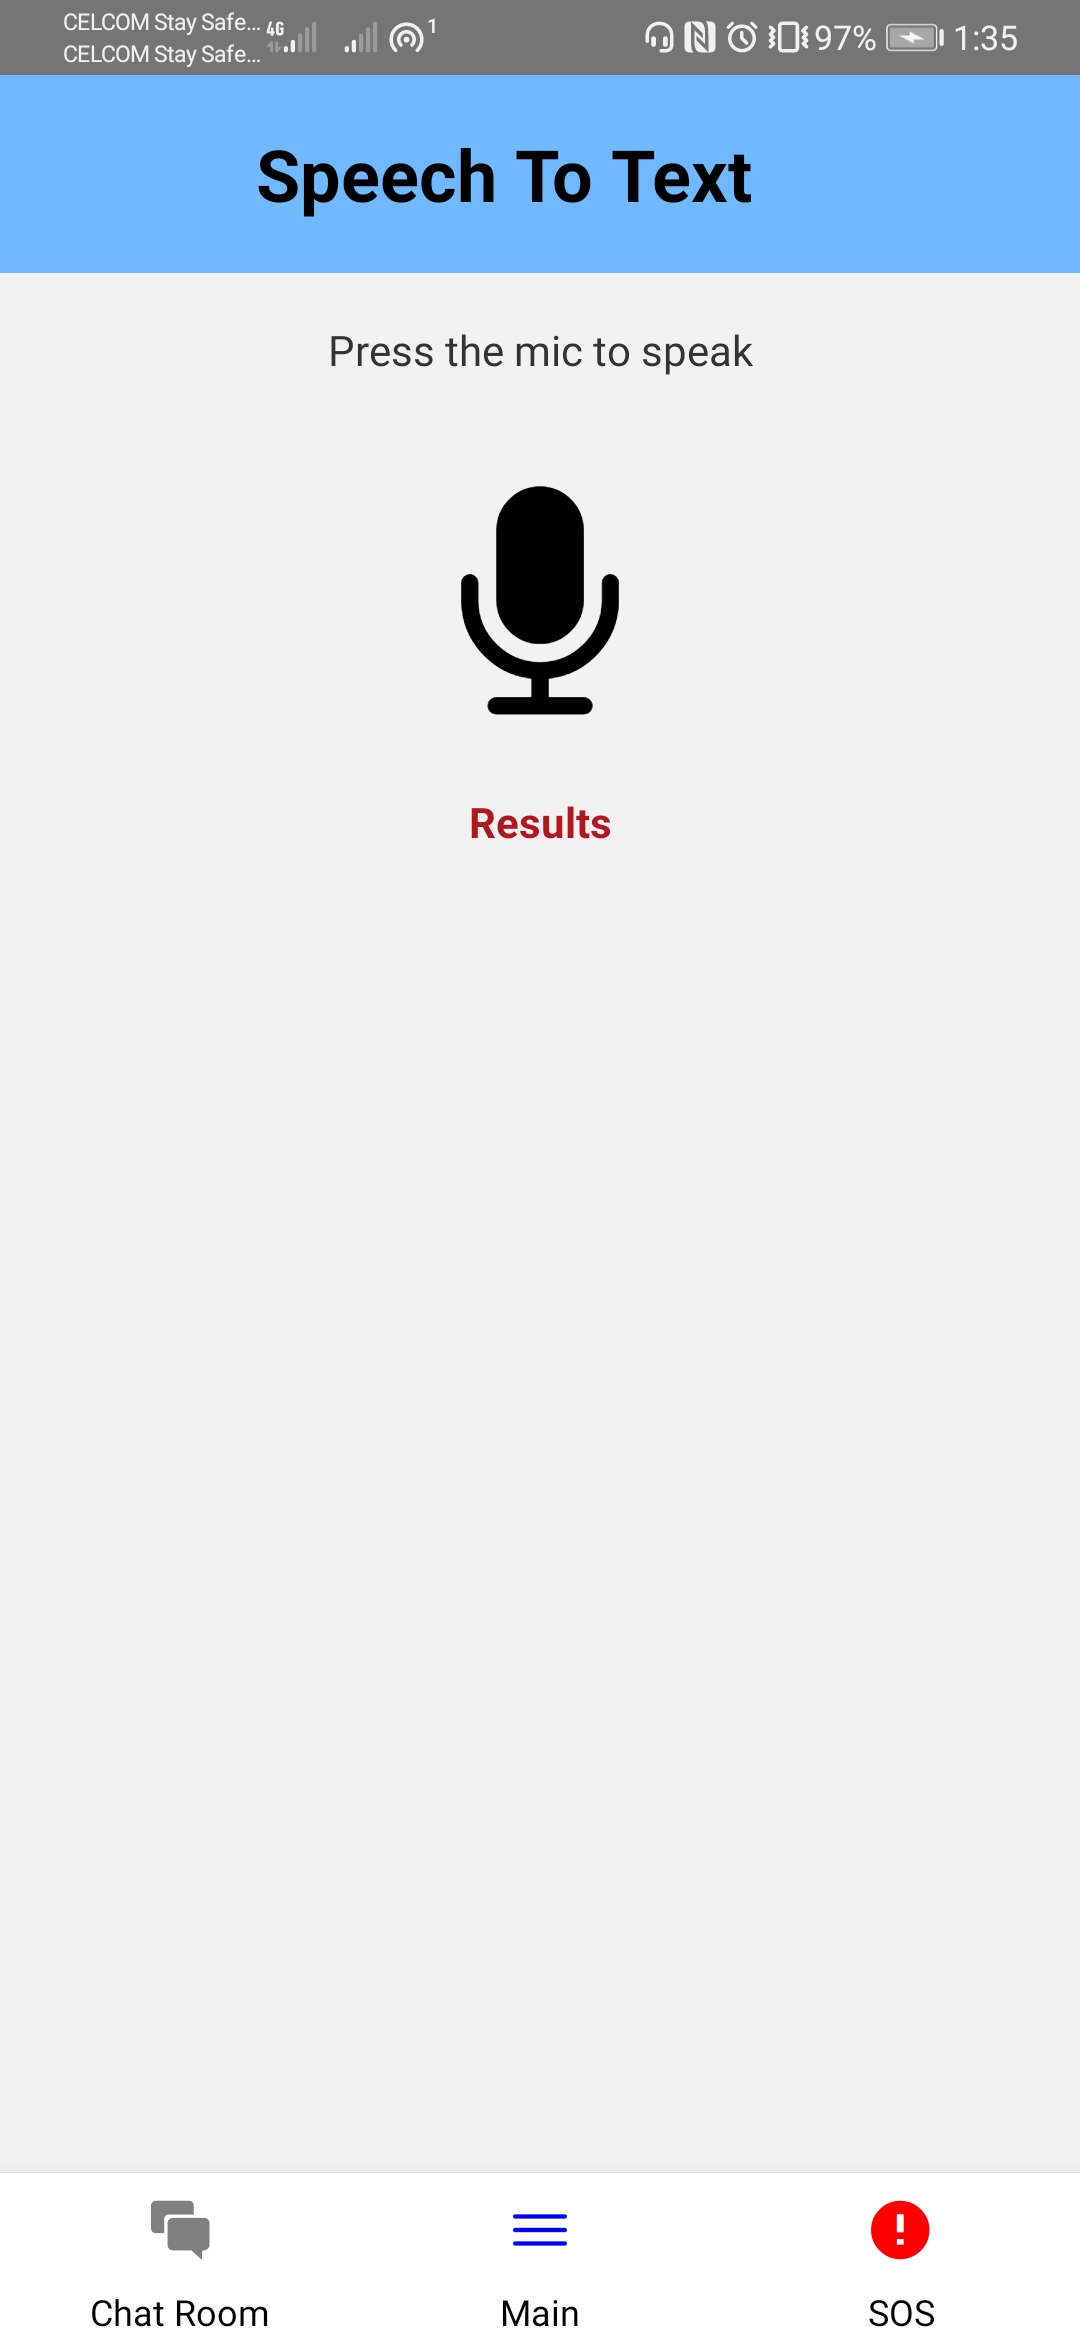 CELCOM Stay Safe...
CELCOM Stay Safe...
4G
1
97%
1:35
Speech To Text
Press the mic to speak
Results
Chat Room
Main
SOS